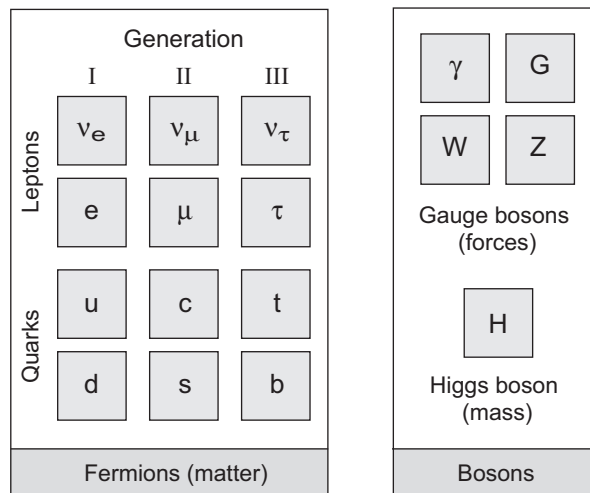 Generation
I II III
Leptons
νe νμ ντ
e μ τ
Quarks
u c t
d s b
Fermions (matter)
γ G
W Z
Gauge bosons
(forces)
H
Higgs boson
(mass)
Bosons